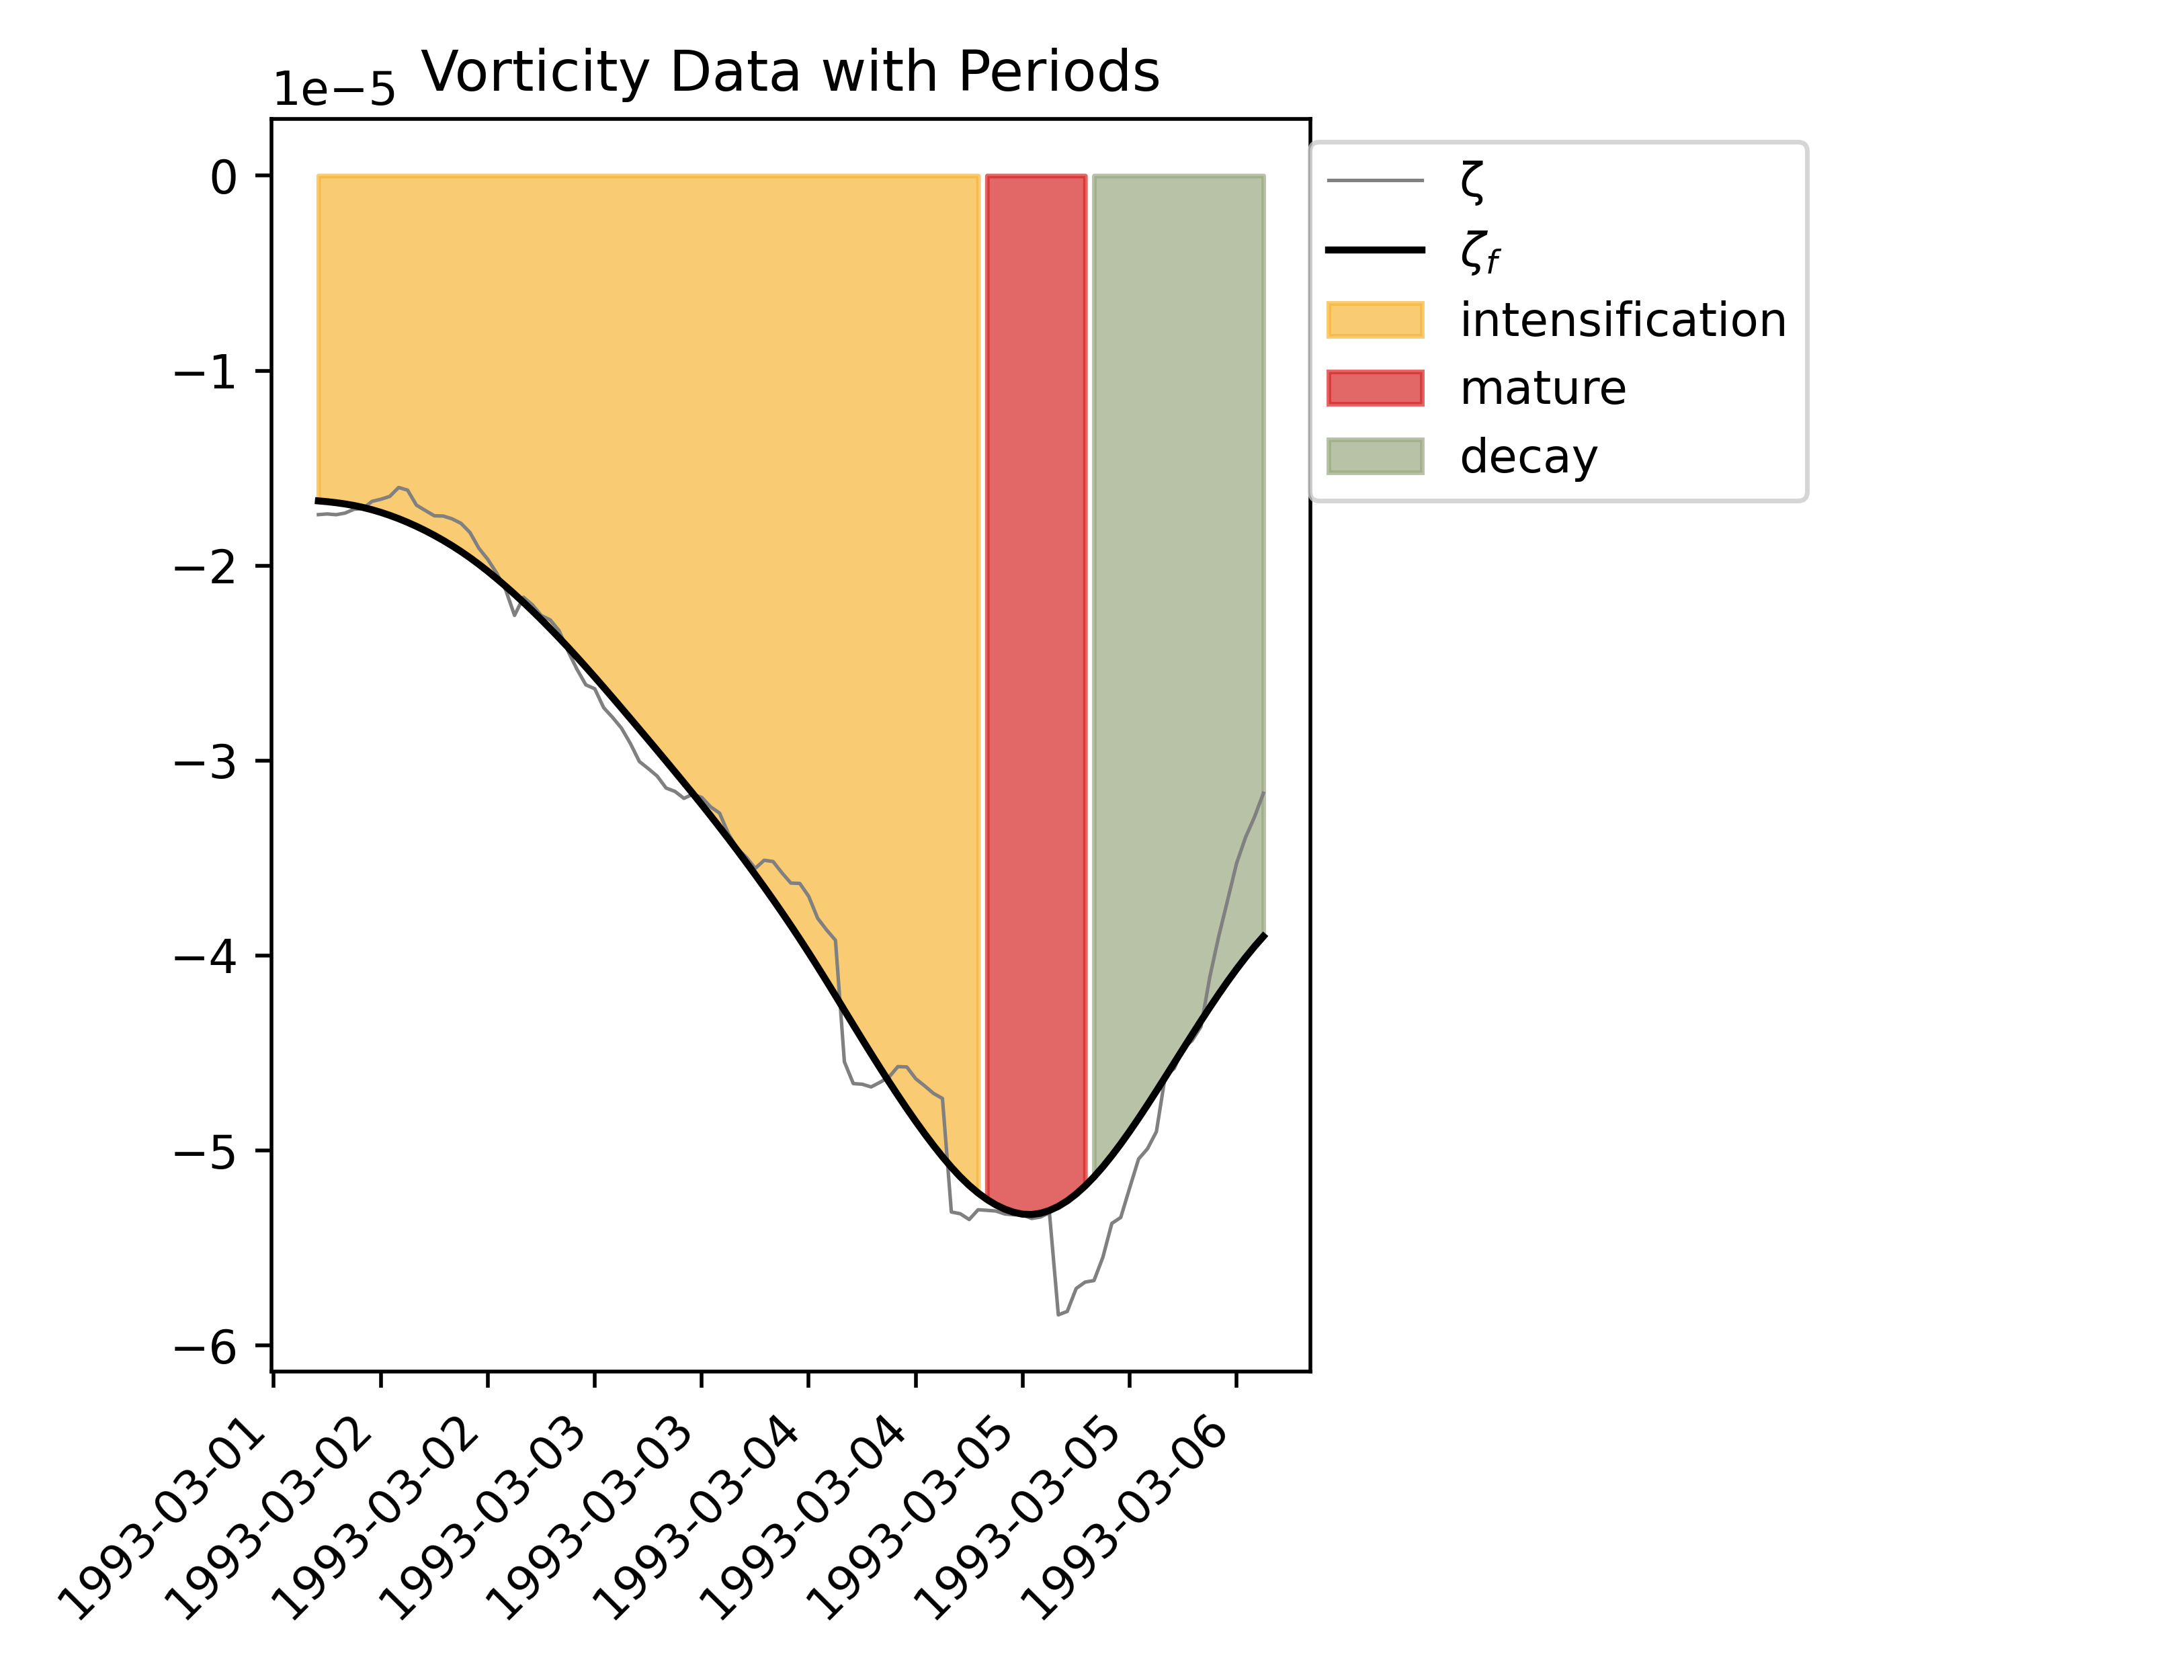 Vorticity Data with Periods
1e−5
0
−1
−2
−3
−4
−5
−6
1993-03-01
1993-03-02
1993-03-02
1993-03-03
1993-03-03
1993-03-04
1993-03-04
1993-03-05
1993-03-05
1993-03-06
ζ
ζf
intensification
mature
decay